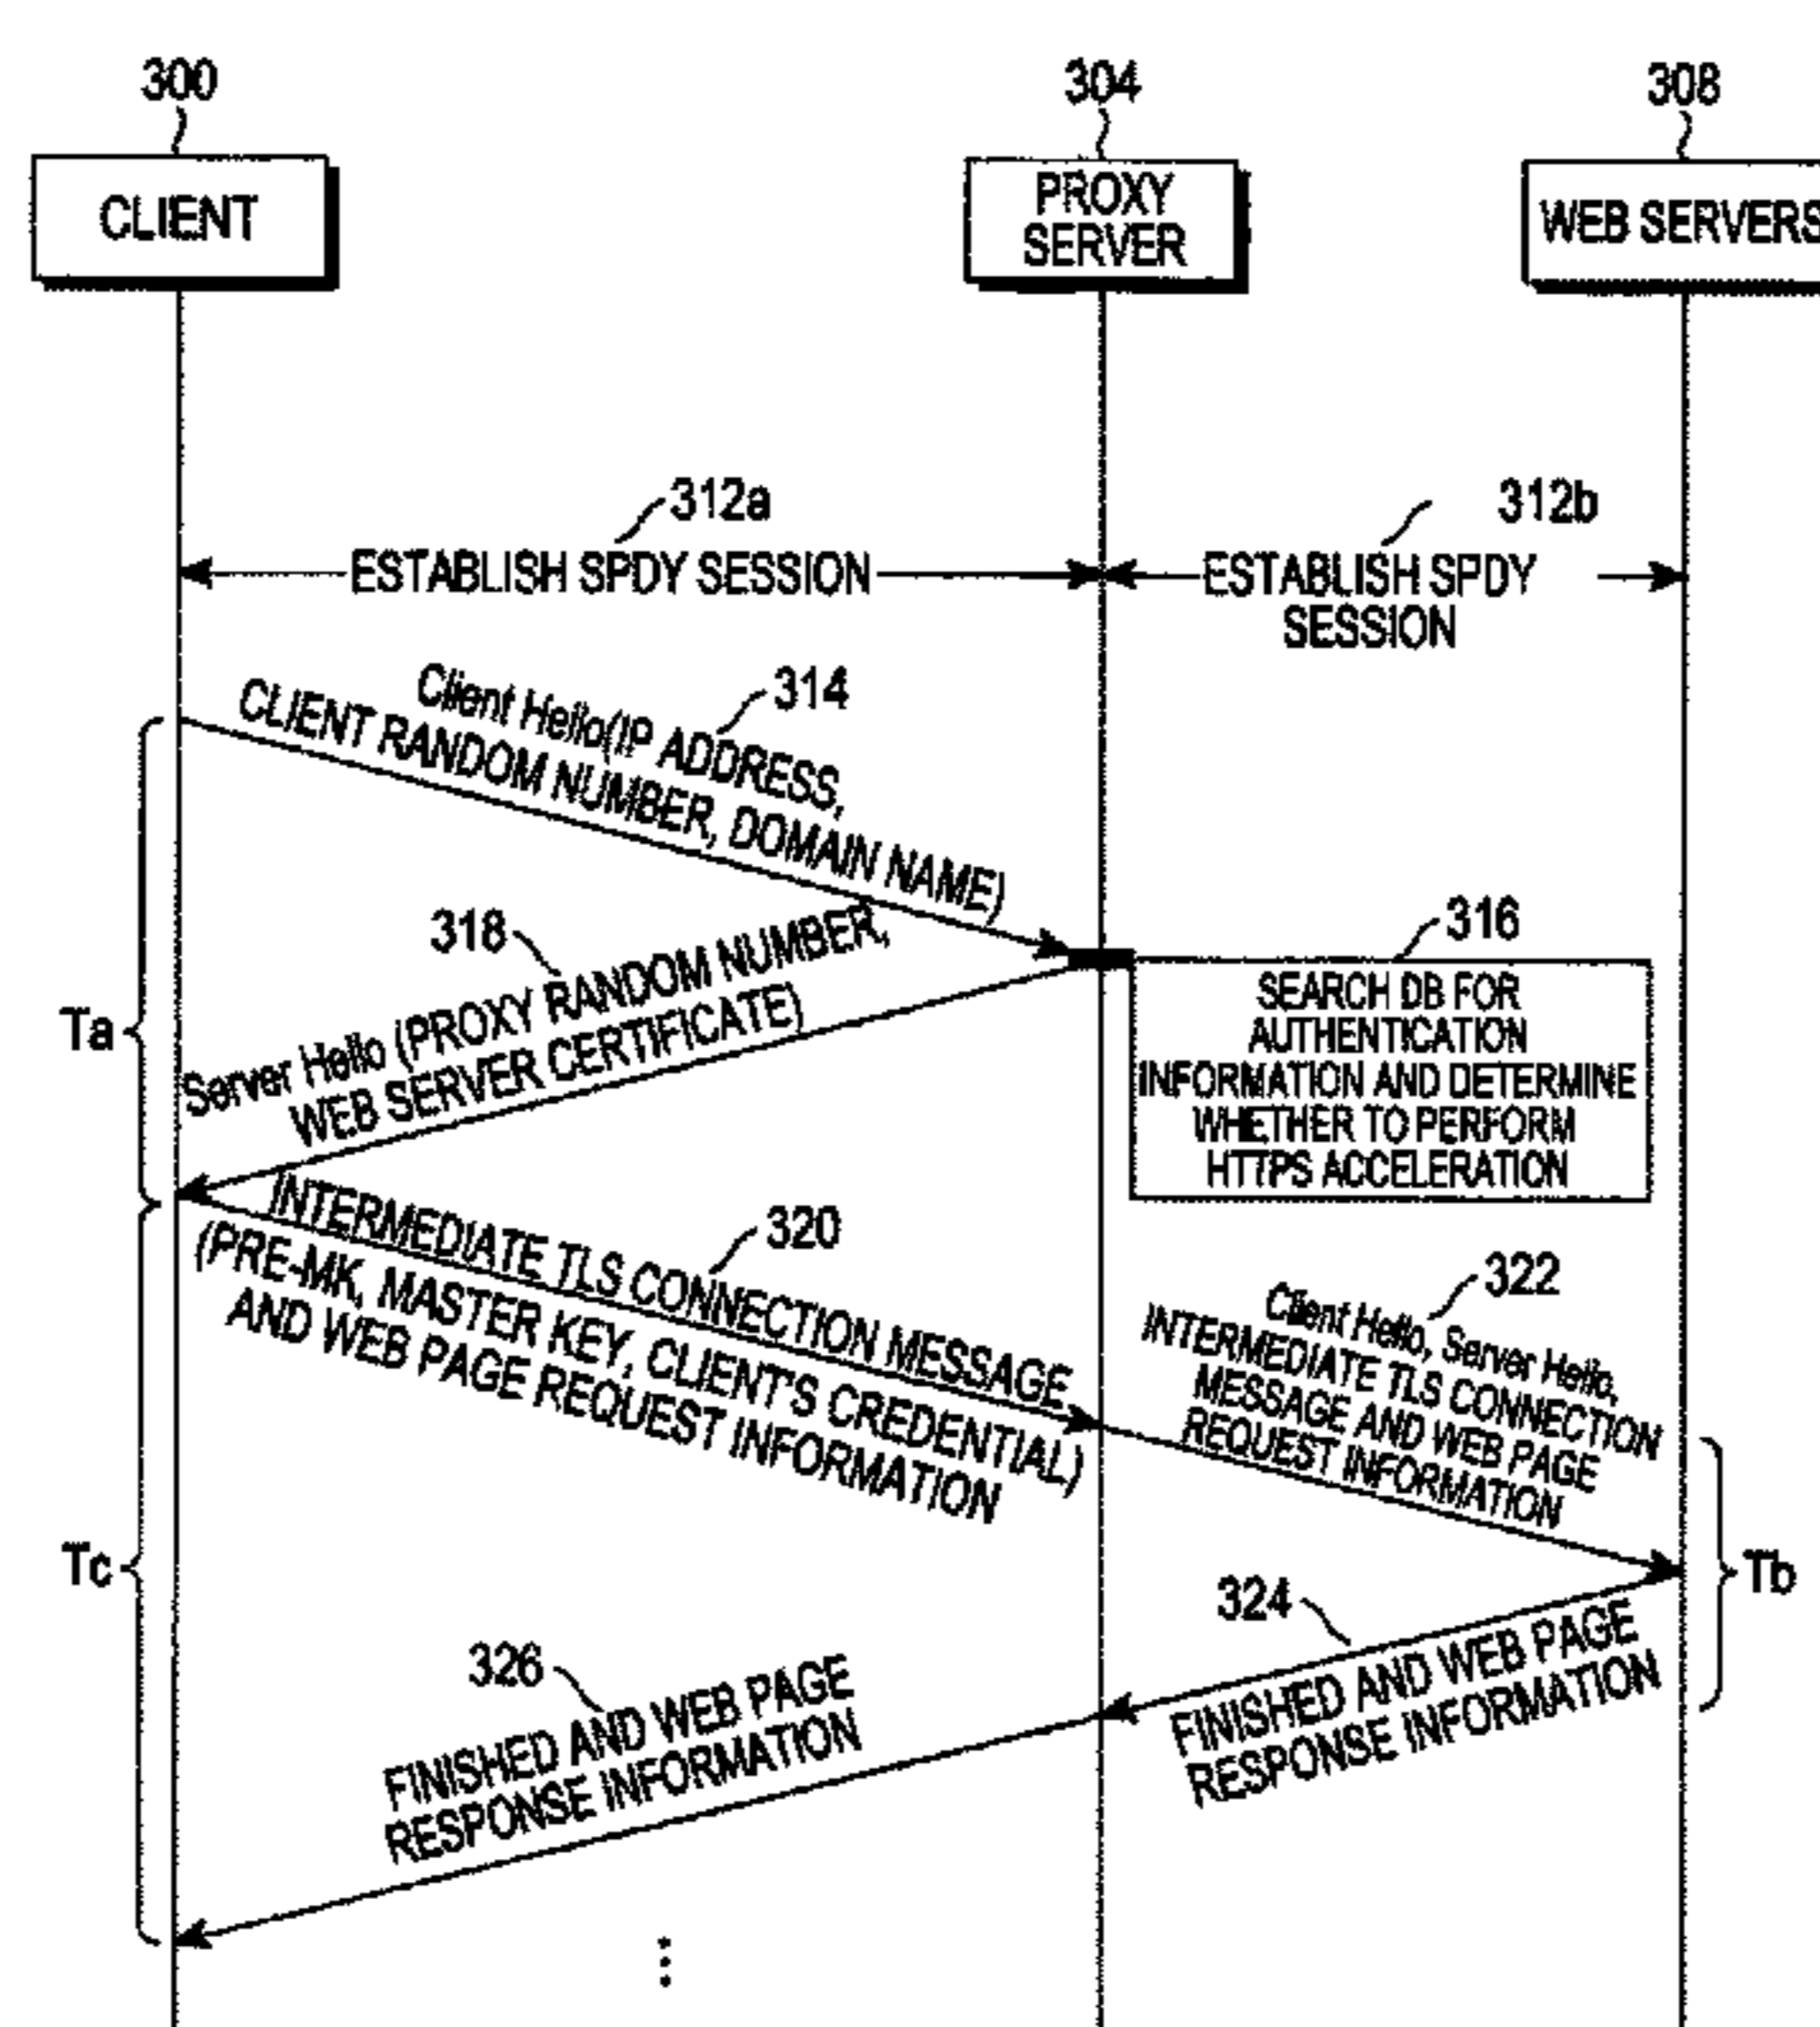 300
304
308
CLIENT
PROXY
SERVER
WEB SERVERS
312a
312b
ESTABLISH SPDY SESSION
ESTABLISH SPDY
SESSION
314
Client Hello(IP ADDRESS,
CLIENT RANDOM NUMBER, DOMAIN NAME)
318
Server Hello (PROXY RANDOM NUMBER,
WEB SERVER CERTIFICATE)
316
SEARCH DB FOR
AUTHENTICATION
INFORMATION AND DETERMINE
WHETHER TO PERFORM
HTTPS ACCELERATION
Ta
320
INTERMEDIATE TLS CONNECTION MESSAGE
(PRE-MK, MASTER KEY, CLIENT'S CREDENTIAL)
AND WEB PAGE REQUEST INFORMATION
322
Client Hello, Server Hello,
INTERMEDIATE TLS CONNECTION
MESSAGE AND WEB PAGE
REQUEST INFORMATION
Tc
Tb
324
FINISHED AND WEB PAGE
RESPONSE INFORMATION
326
FINISHED AND WEB PAGE
RESPONSE INFORMATION